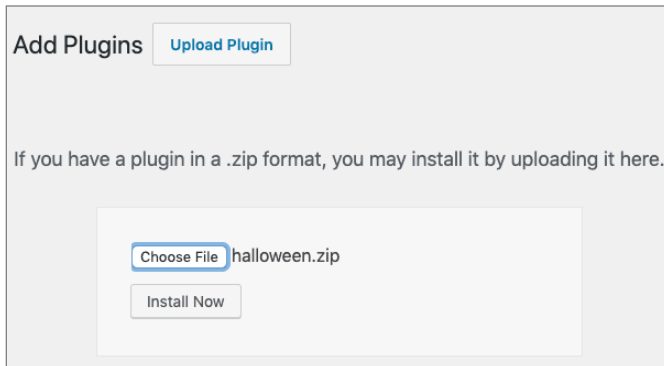 Add Plugins Upload Plugin
If you have a plugin in a .zip format, you may install it by uploading it here.
Choose File halloween.zip
Install Now